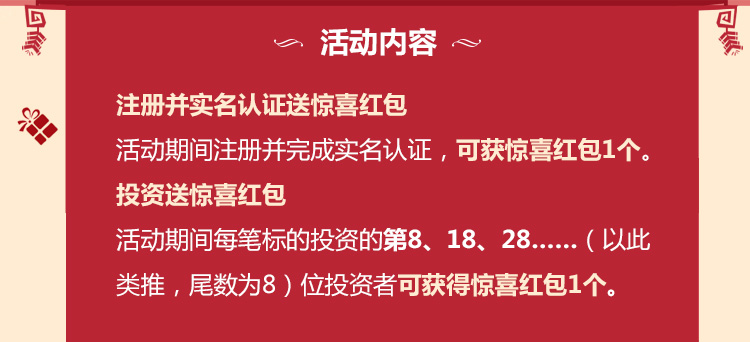 活动内容
注册并实名认证送惊喜红包
活动期间注册并完成实名认证，可获惊喜红包1个。
投资送惊喜红包
活动期间每笔标的投资的第8、18、28……（以此
类推，尾数为8）位投资者可获得惊喜红包1个。